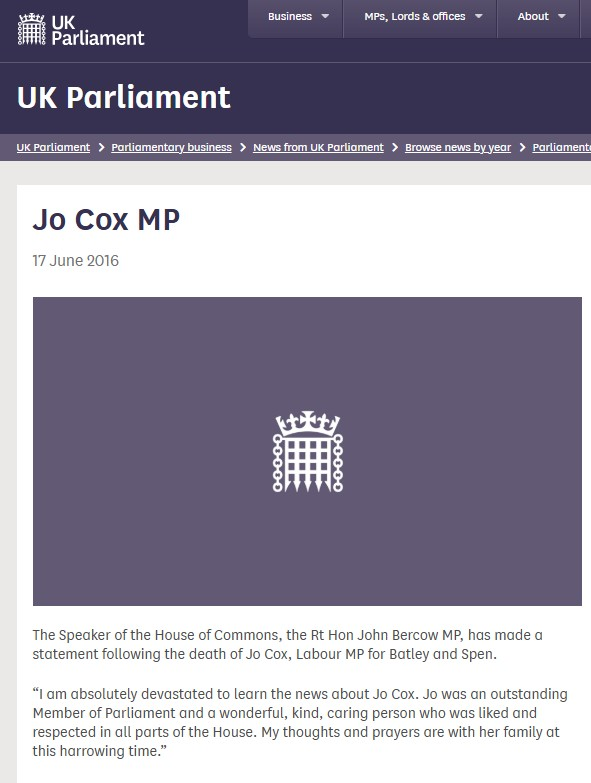 UK
Parliament
Business
MPs, Lords & offices
About
UK Parliament
UK Parliament > Parliamentary business > News from UK Parliament > Browse news by year >
Jo Cox MP
17 June 2016
The Speaker of the House of Commons, the Rt Hon John Bercow MP, has made a
statement following the death of Jo Cox, Labour MP for Batley and Spen.
“I am absolutely devastated to learn the news about Jo Cox. Jo was an outstanding
Member of Parliament and a wonderful, kind, caring person who was liked and
respected in all parts of the House. My thoughts and prayers are with her family at
this harrowing time.”